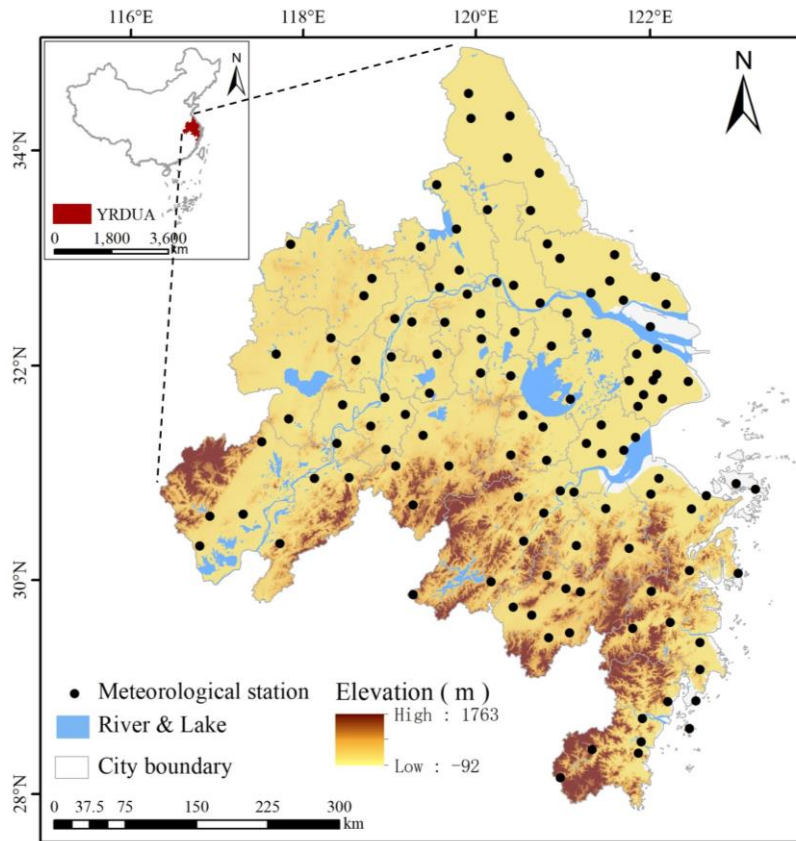 116°E 118°E 120°E 122°E
N
N
34°N
YRDUA
0 1,800 3,600
km
32°N
30°N
Meteorological station
River & Lake
City boundary
Elevation ( m )
High : 1763
Low : -92
0 37.5 75 150 225 300
km
28°N